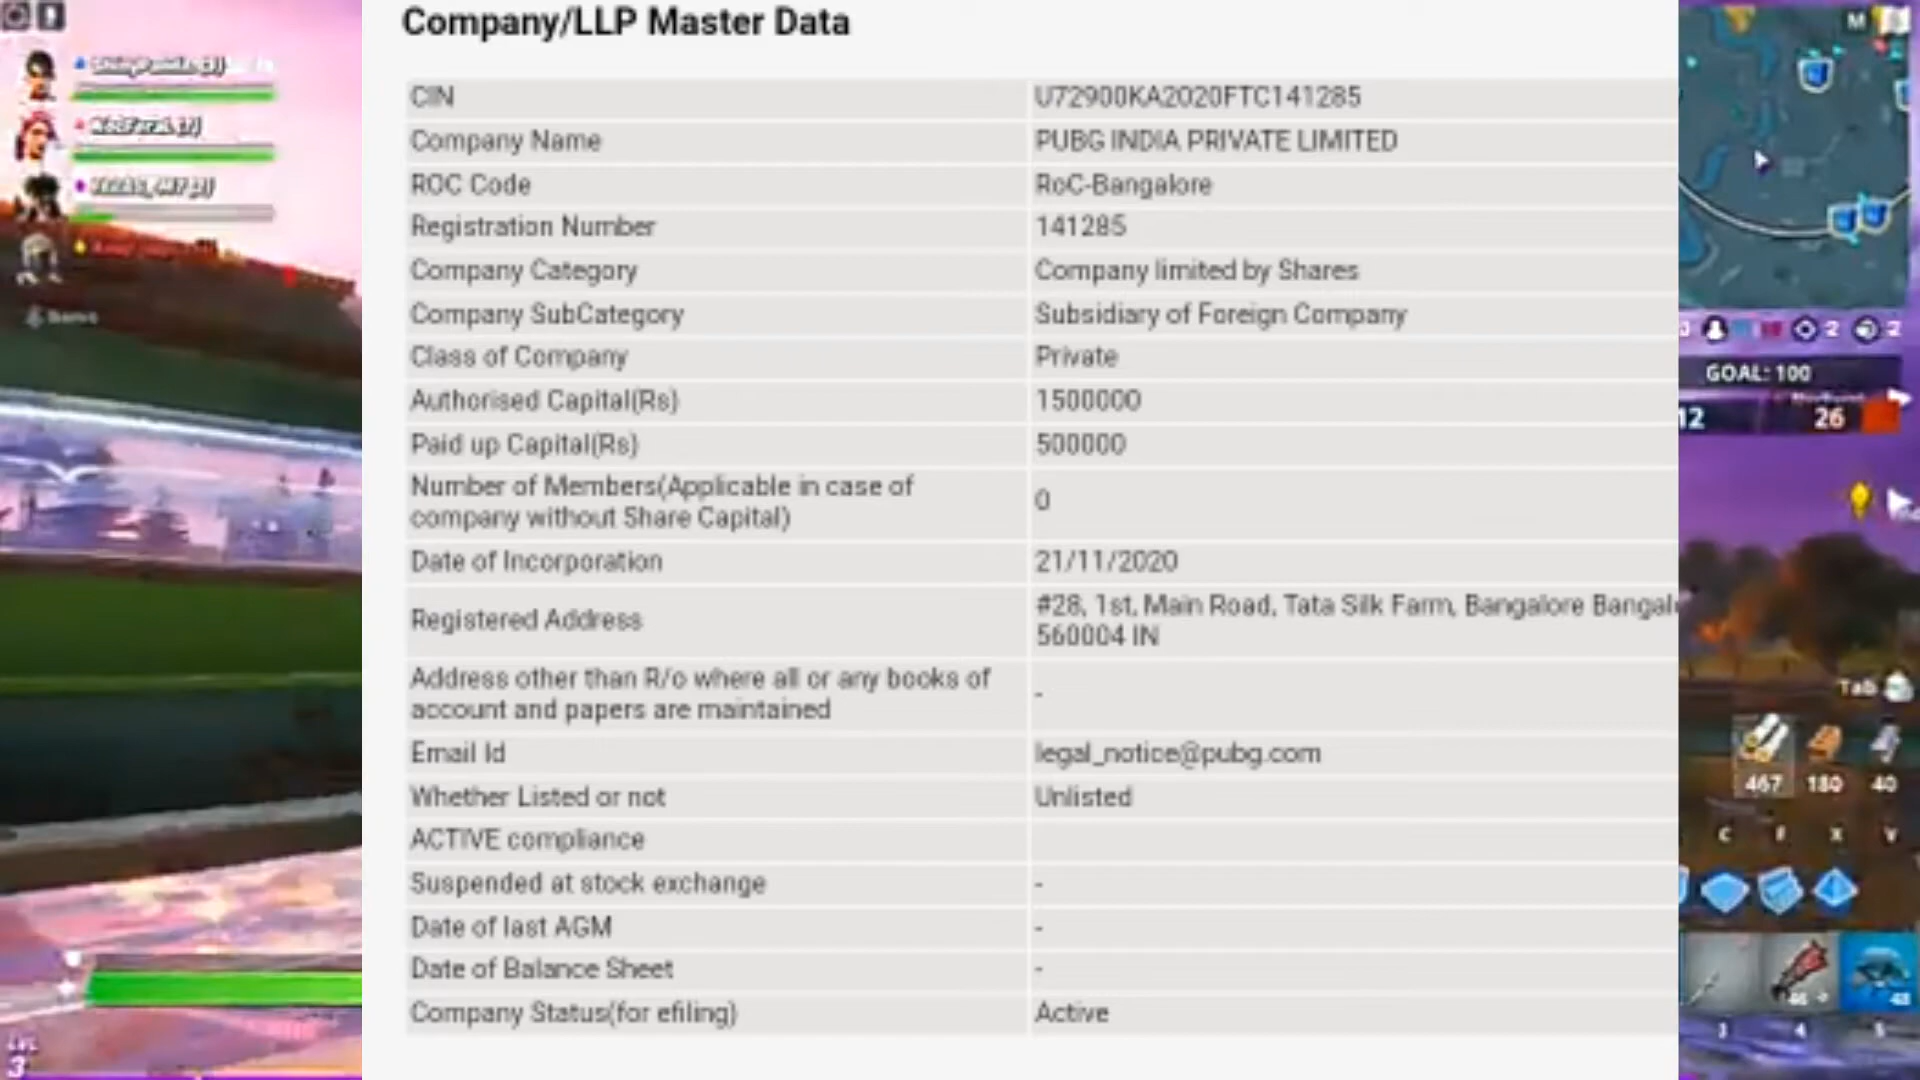 Company/LLP Master Data
CIN U72900KA2020FTC141285
Company Name PUBG INDIA PRIVATE LIMITED
ROC Code RoC-Bangalore
Registration Number 141285
Company Category Company limited by Shares
Company SubCategory Subsidiary of Foreign Company
Class of Company Private
Authorised Capital(Rs) 1500000
Paid up Capital(Rs) 500000
Number of Members(Applicable in case of
company without Share Capital) 0
Date of Incorporation 21/11/2020
Registered Address #28, 1st, Main Road, Tata Silk Farm, Bangalore Bangal
560004 IN
Address other than R/o where all or any books of
account and papers are maintained -
Email Id legal_notice@pubg.com
Whether Listed or not Unlisted
ACTIVE compliance
Suspended at stock exchange -
Date of last AGM -
Date of Balance Sheet -
Company Status(for efiling) Active
LVL
3
M
2 2
GOAL: 100
12 26
Tab
467 180 40
C F X V
48
3 4 5